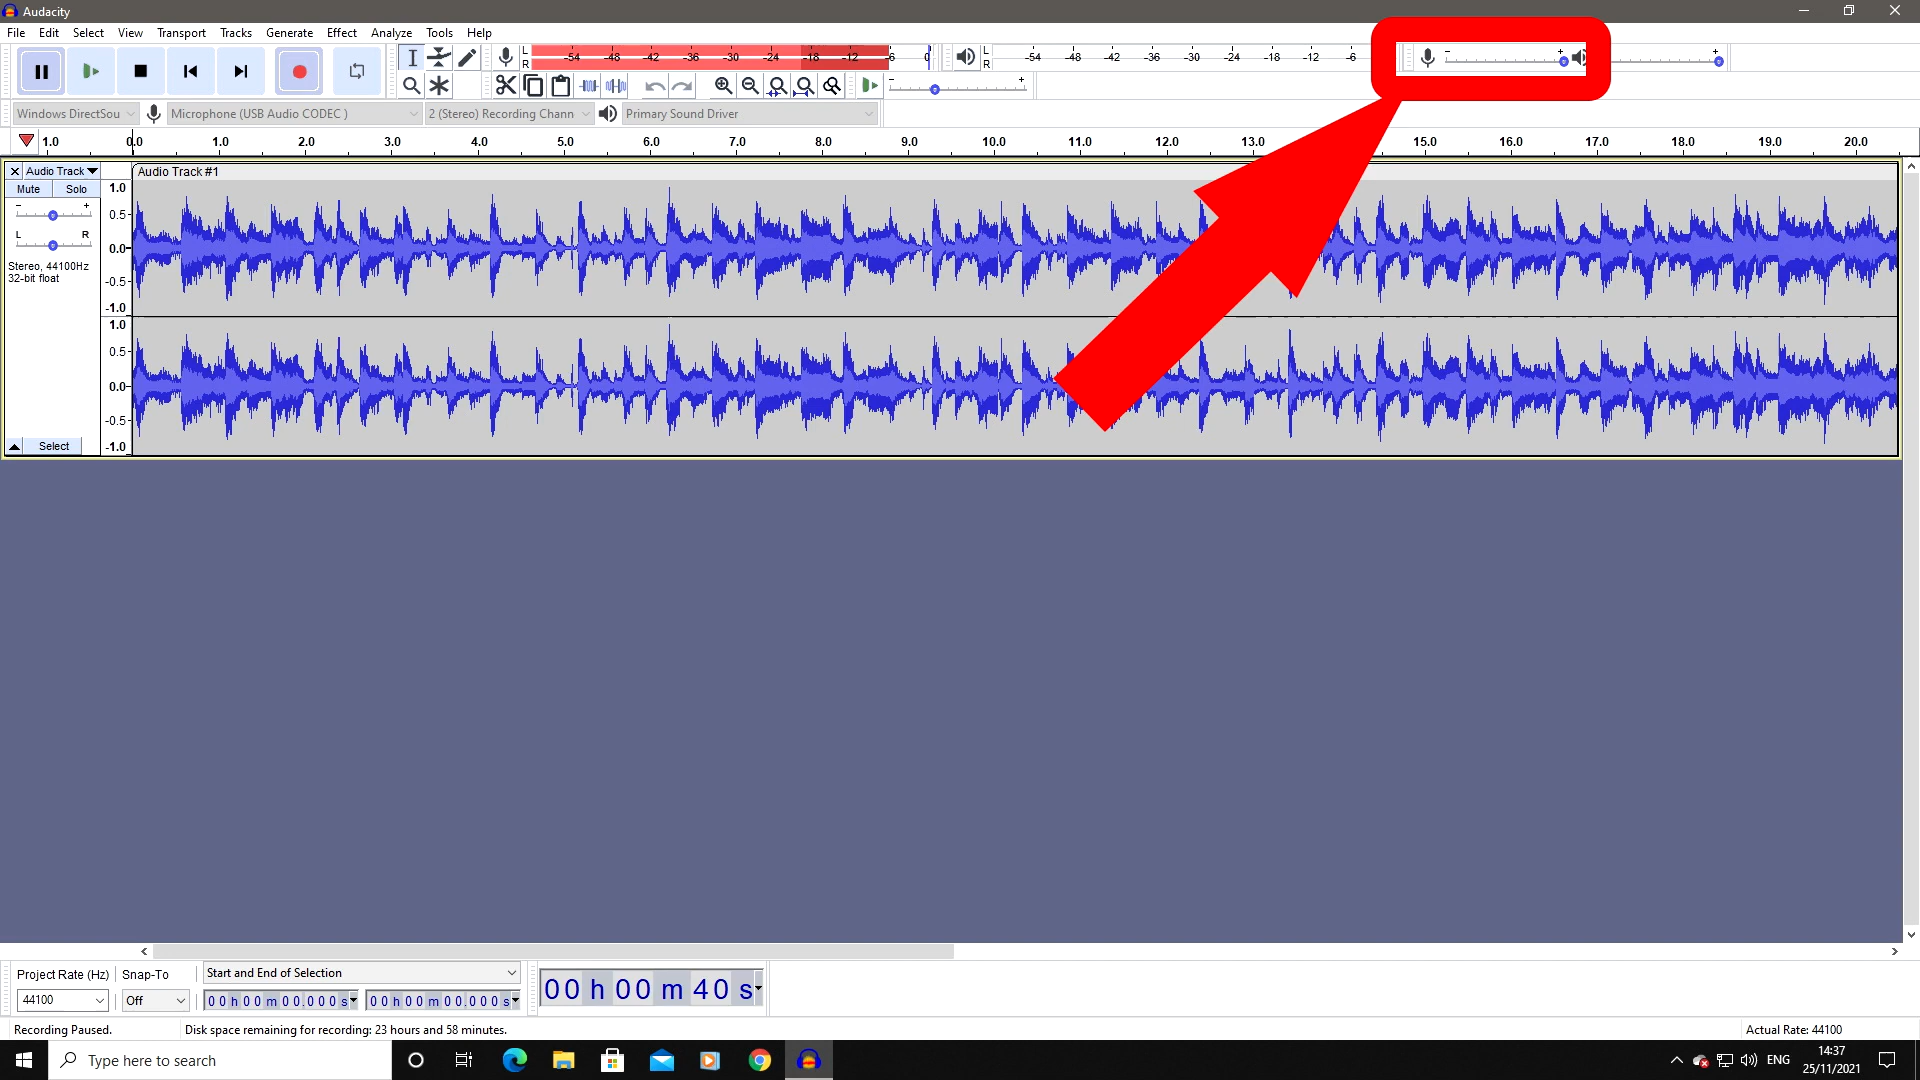 Audacity
File Edit Select View Transport Tracks Generate Effect Analyze Tools Help
L
R
-54 -48 -42 -36 -30 -24 -18 -12 -6 0
L
R
-54 -48 -42 -36 -30 -24 -18 -12 -6
- +
- +
- +
Windows DirectSou Microphone (USB Audio CODEC ) 2 (Stereo) Recording Chann Primary Sound Driver
1.0 0.0 1.0 2.0 3.0 4.0 5.0 6.0 7.0 8.0 9.0 10.0 11.0 12.0 13.0 15.0 16.0 17.0 18.0 19.0 20.0
Audio Track Audio Track #1
Mute Solo
- +
L R
Stereo, 44100Hz
32-bit float
1.0
0.5
0.0
-0.5
-1.0
1.0
0.5
0.0
-0.5
-1.0
Select
Project Rate (Hz) Snap-To Start and End of Selection
44100 Off 00h00m00.000s 00h00m00.000s
00 h 00 m 40 s
Recording Paused. Disk space remaining for recording: 23 hours and 58 minutes. Actual Rate: 44100
Type here to search
ENG
14:37
25/11/2021